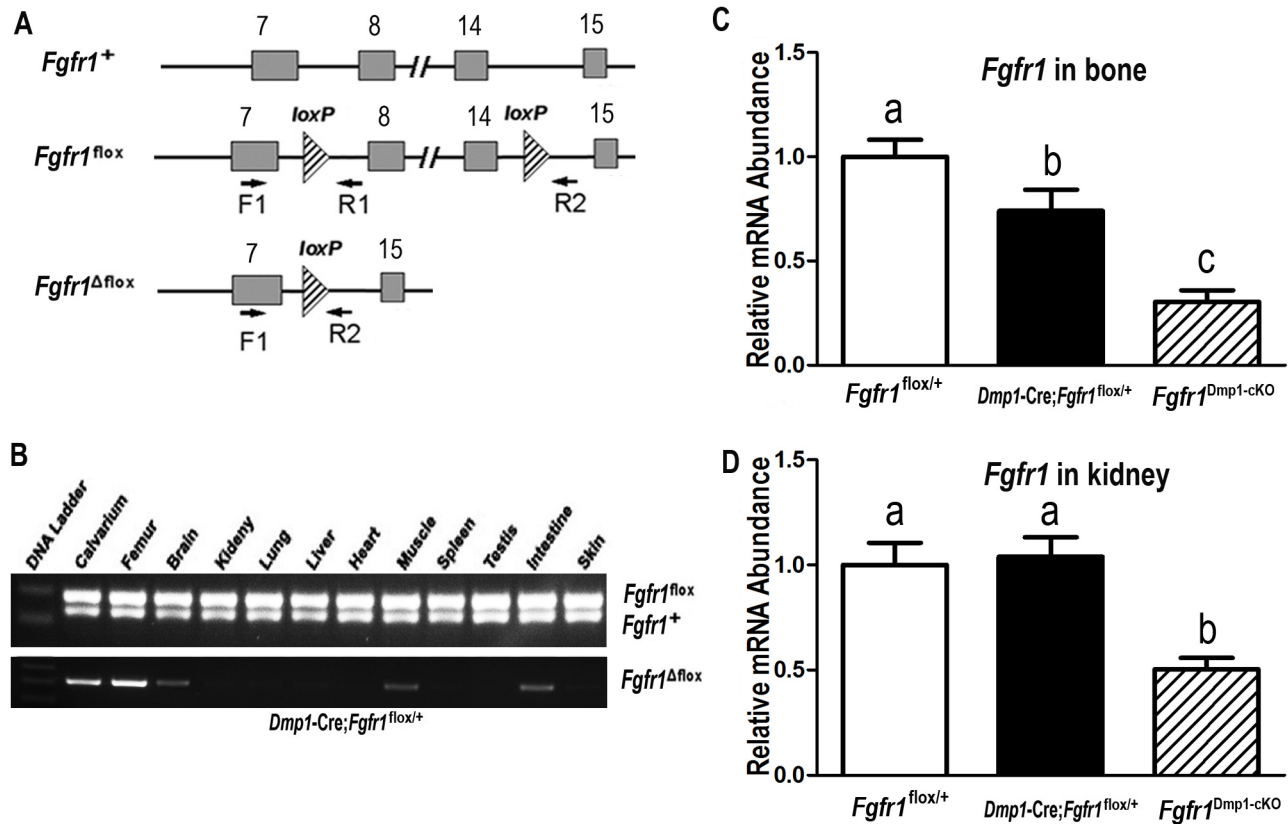 A
7 8 14 15
Fgfr1+
7 loxP 8 14 loxP 15
Fgfr1flox
F1 R1 R2
7 loxP 15
Fgfr1Δflox
F1 R2
B
DNA Ladder
Calvarium
Femur
Brain
Kideny
Lung
Liver
Heart
Muscle
Spleen
Testis
Intestine
Skin
Fgfr1flox
Fgfr1+
Fgfr1Δflox
Dmp1-Cre;Fgfr1flox/+
C
Fgfr1 in bone
Relative mRNA Abundance
1.5
1.0
0.5
0.0
a
b
c
Fgfr1flox/+ Dmp1-Cre;Fgfr1flox/+ Fgfr1Dmp1-cKO
D
Fgfr1 in kidney
Relative mRNA Abundance
1.5
1.0
0.5
0.0
a
a
b
Fgfr1flox/+ Dmp1-Cre;Fgfr1flox/+ Fgfr1Dmp1-cKO